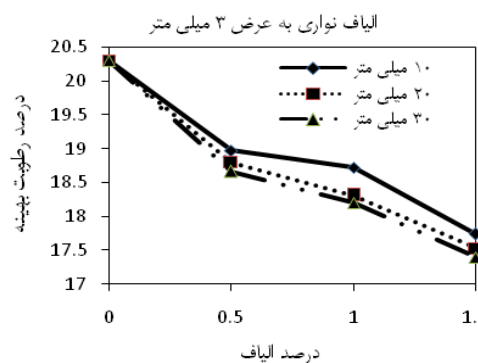 الیاف نواری به عرض ۳ میلی متر
20.5
20
19.5
19
18.5
18
17.5
17
درصد رطوبت بهینه
۱۰ میلی متر
۲۰ میلی متر
۳۰ میلی متر
0
0.5
1
1.
درصد الیاف